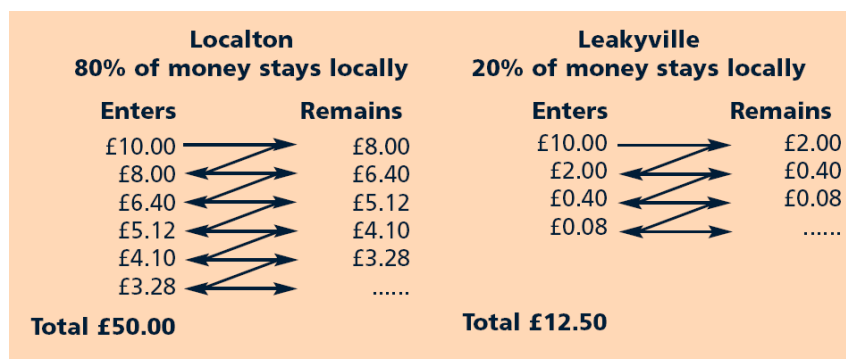 Localton
80% of money stays locally
Enters Remains
£10.00 £8.00
£8.00 £6.40
£6.40 £5.12
£5.12 £4.10
£4.10 £3.28
£3.28 ......
Total £50.00
Leakyville
20% of money stays locally
Enters Remains
£10.00 £2.00
£2.00 £0.40
£0.40 £0.08
£0.08 ......
Total £12.50